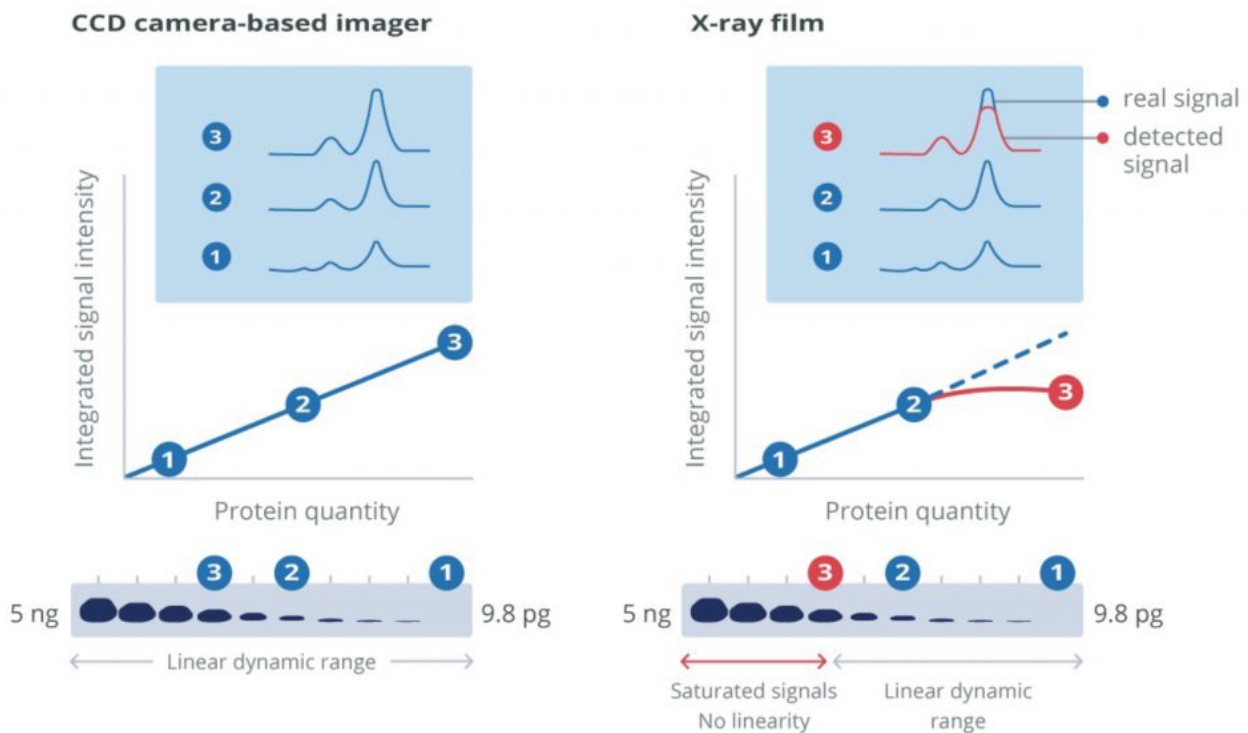 CCD camera-based imager
3
2
1
Integrated signal intensity
1
2
3
Protein quantity
3
2
1
5 ng
9.8 pg
Linear dynamic range
X-ray film
real signal
detected
signal
3
2
1
Integrated signal intensity
1
2
3
Protein quantity
3
2
1
5 ng
9.8 pg
Saturated signals
No linearity
Linear dynamic
range